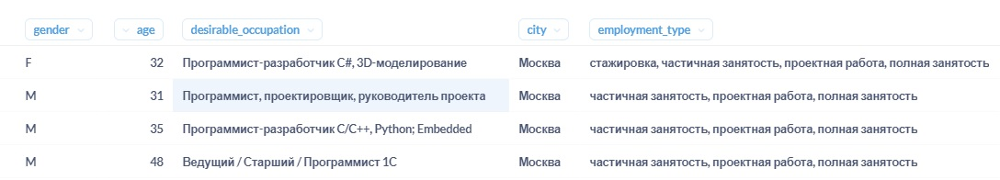 gender age desirable_occupation city employment_type
F 32 Программист-разработчик C#, 3D-моделирование Москва стажировка, частичная занятость, проектная работа, полная занятость
M 31 Программист, проектировщик, руководитель проекта Москва частичная занятость, проектная работа, полная занятость
M 35 Программист-разработчик C/C++, Python; Embedded Москва частичная занятость, проектная работа, полная занятость
M 48 Ведущий / Старший / Программист 1С Москва частичная занятость, проектная работа, полная занятость